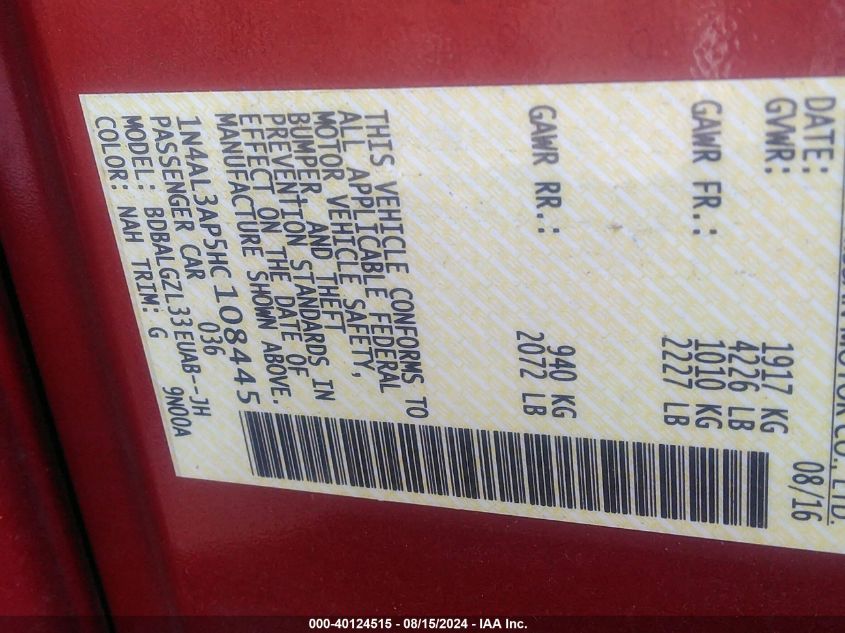 MOTOR CO., LTD.
DATE: 08/16
GVWR: 1917 KG
4226 LB
GAWR FR.: 1010 KG
2227 LB
GAWR RR.: 940 KG
2072 LB
THIS VEHICLE CONFORMS TO
ALL APPLICABLE FEDERAL
MOTOR VEHICLE SAFETY,
BUMPER, AND THEFT
PREVENTION STANDARDS IN
EFFECT ON THE DATE OF
MANUFACTURE SHOWN ABOVE.
1N4AL3AP5HC108445
PASSENGER CAR 036
MODEL: BDBALGZL33EUAB--JH
COLOR: NAH TRIM: G 9N00A
000-40124515 - 08/15/2024 - IAA Inc.